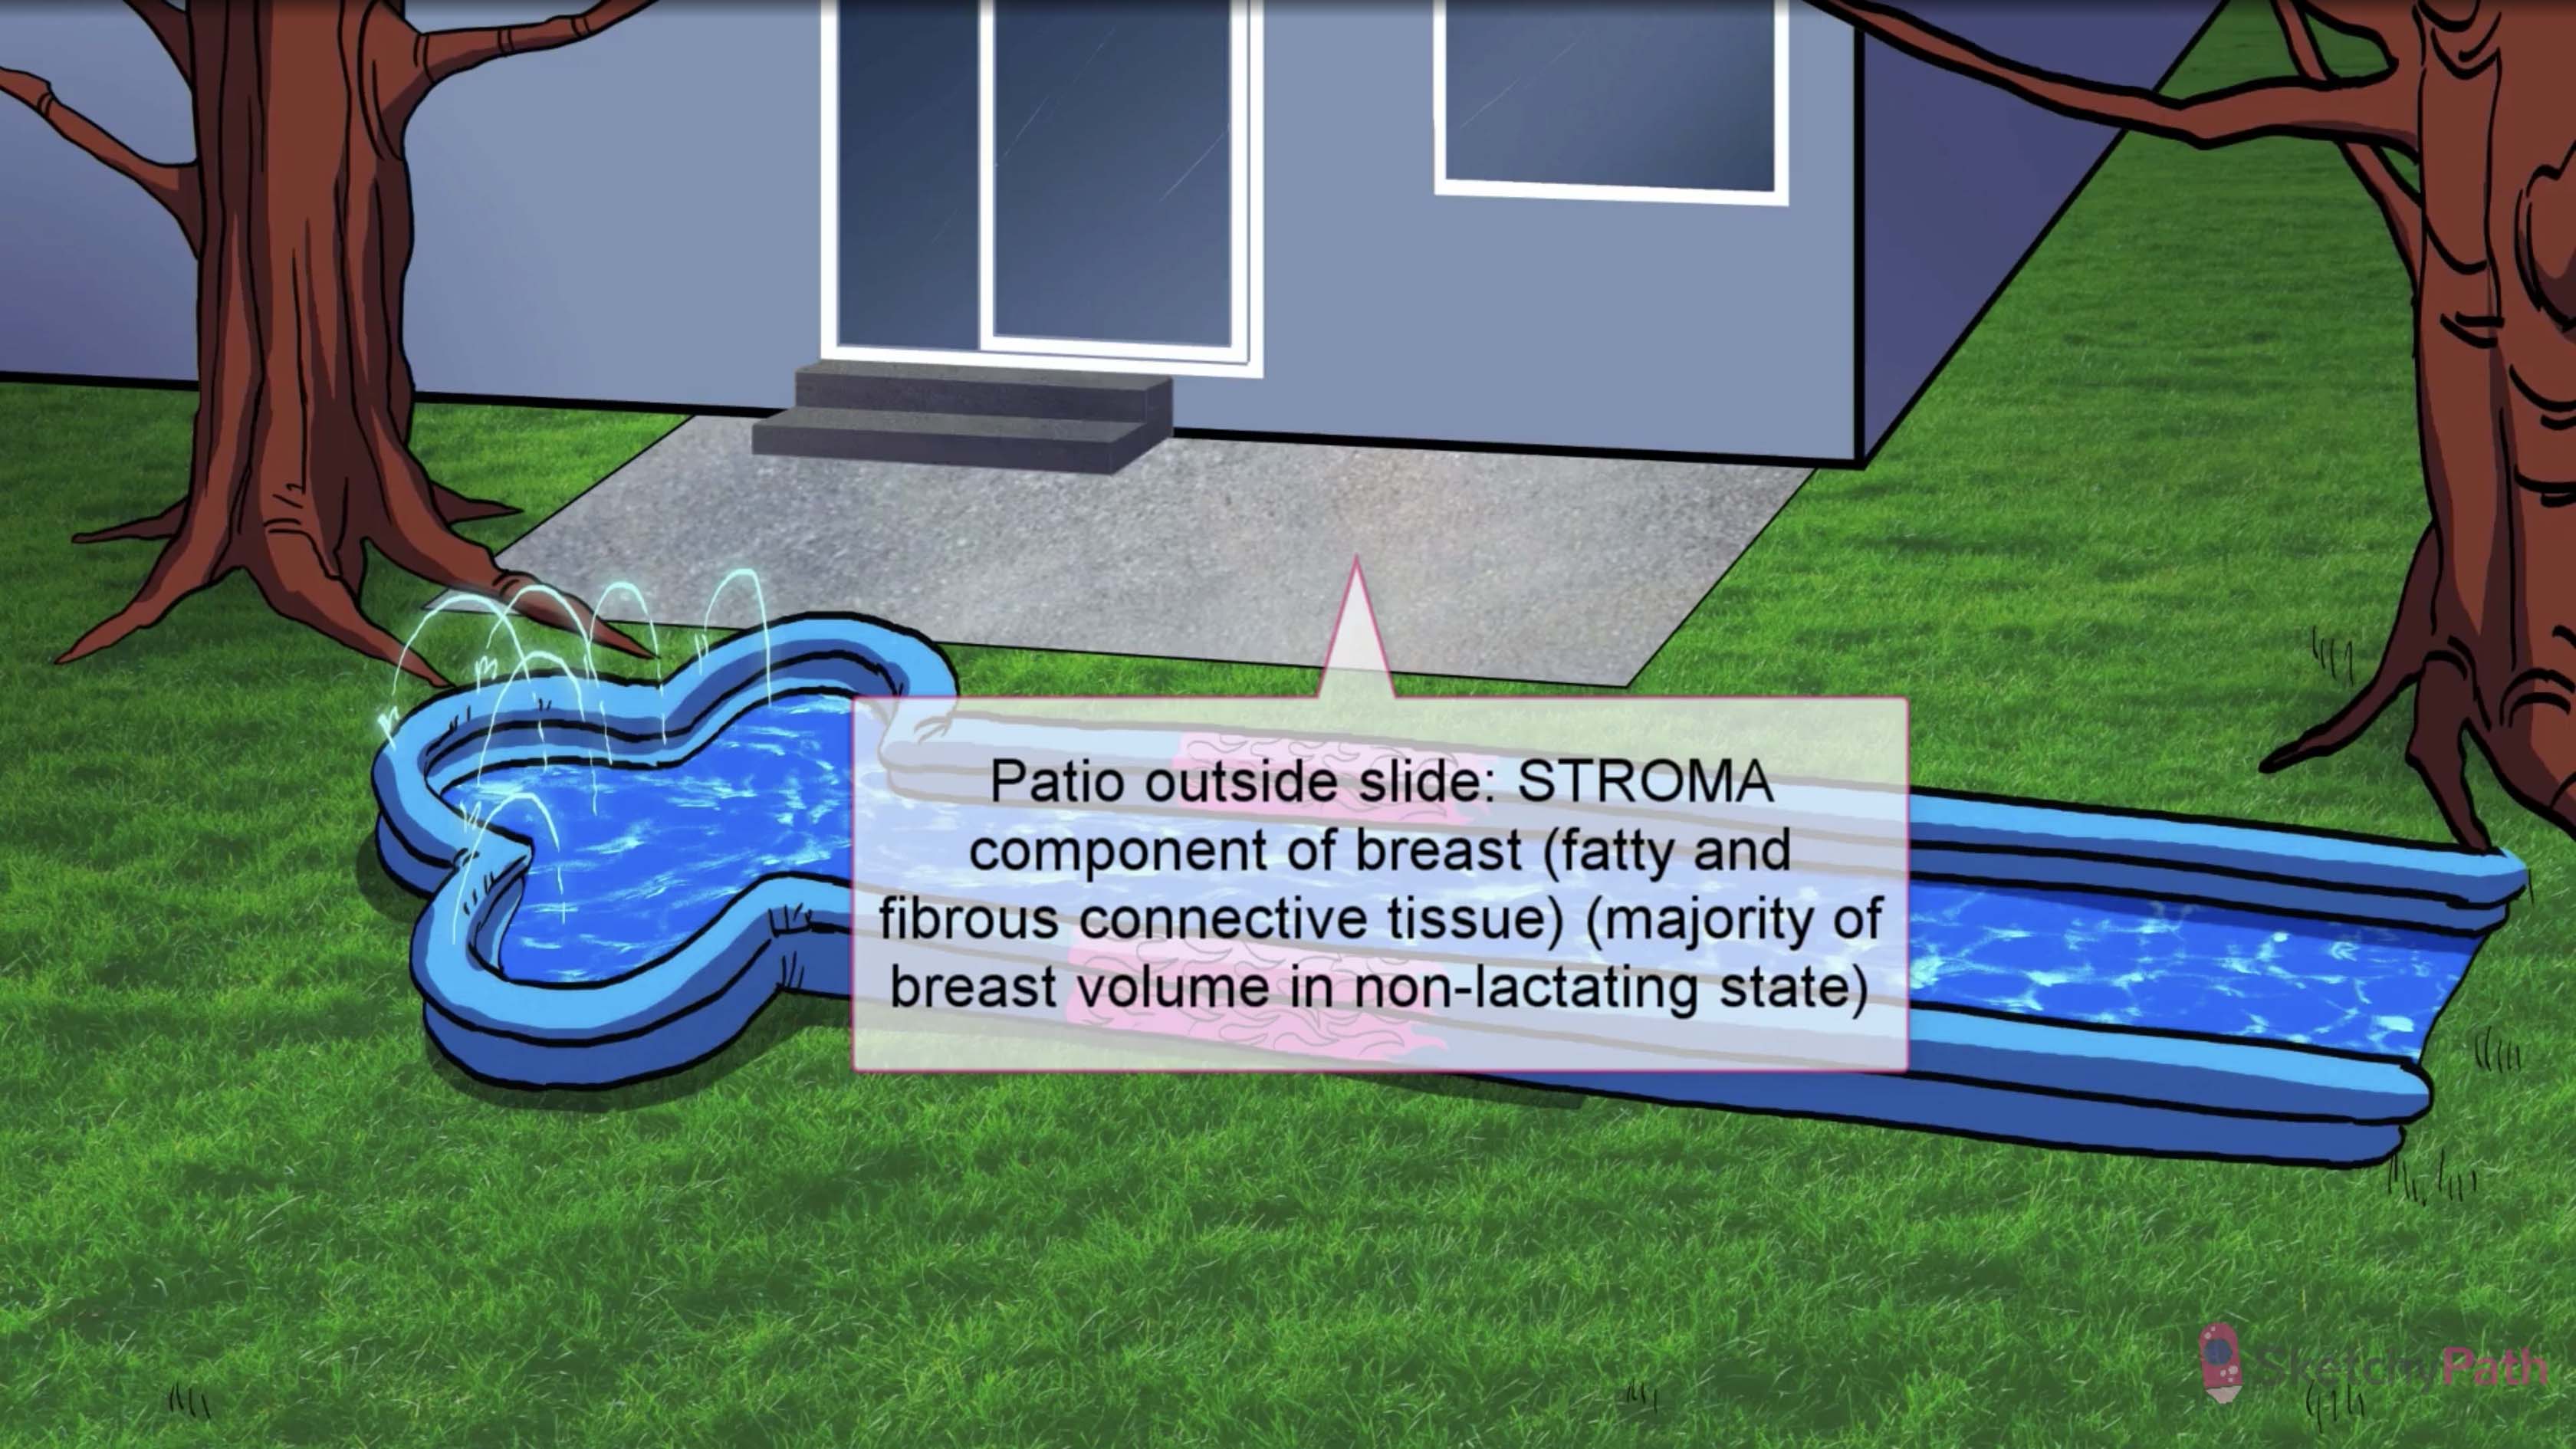 Patio outside slide: STROMA
component of breast (fatty and
fibrous connective tissue) (majority of
breast volume in non-lactating state)
SketchyPath